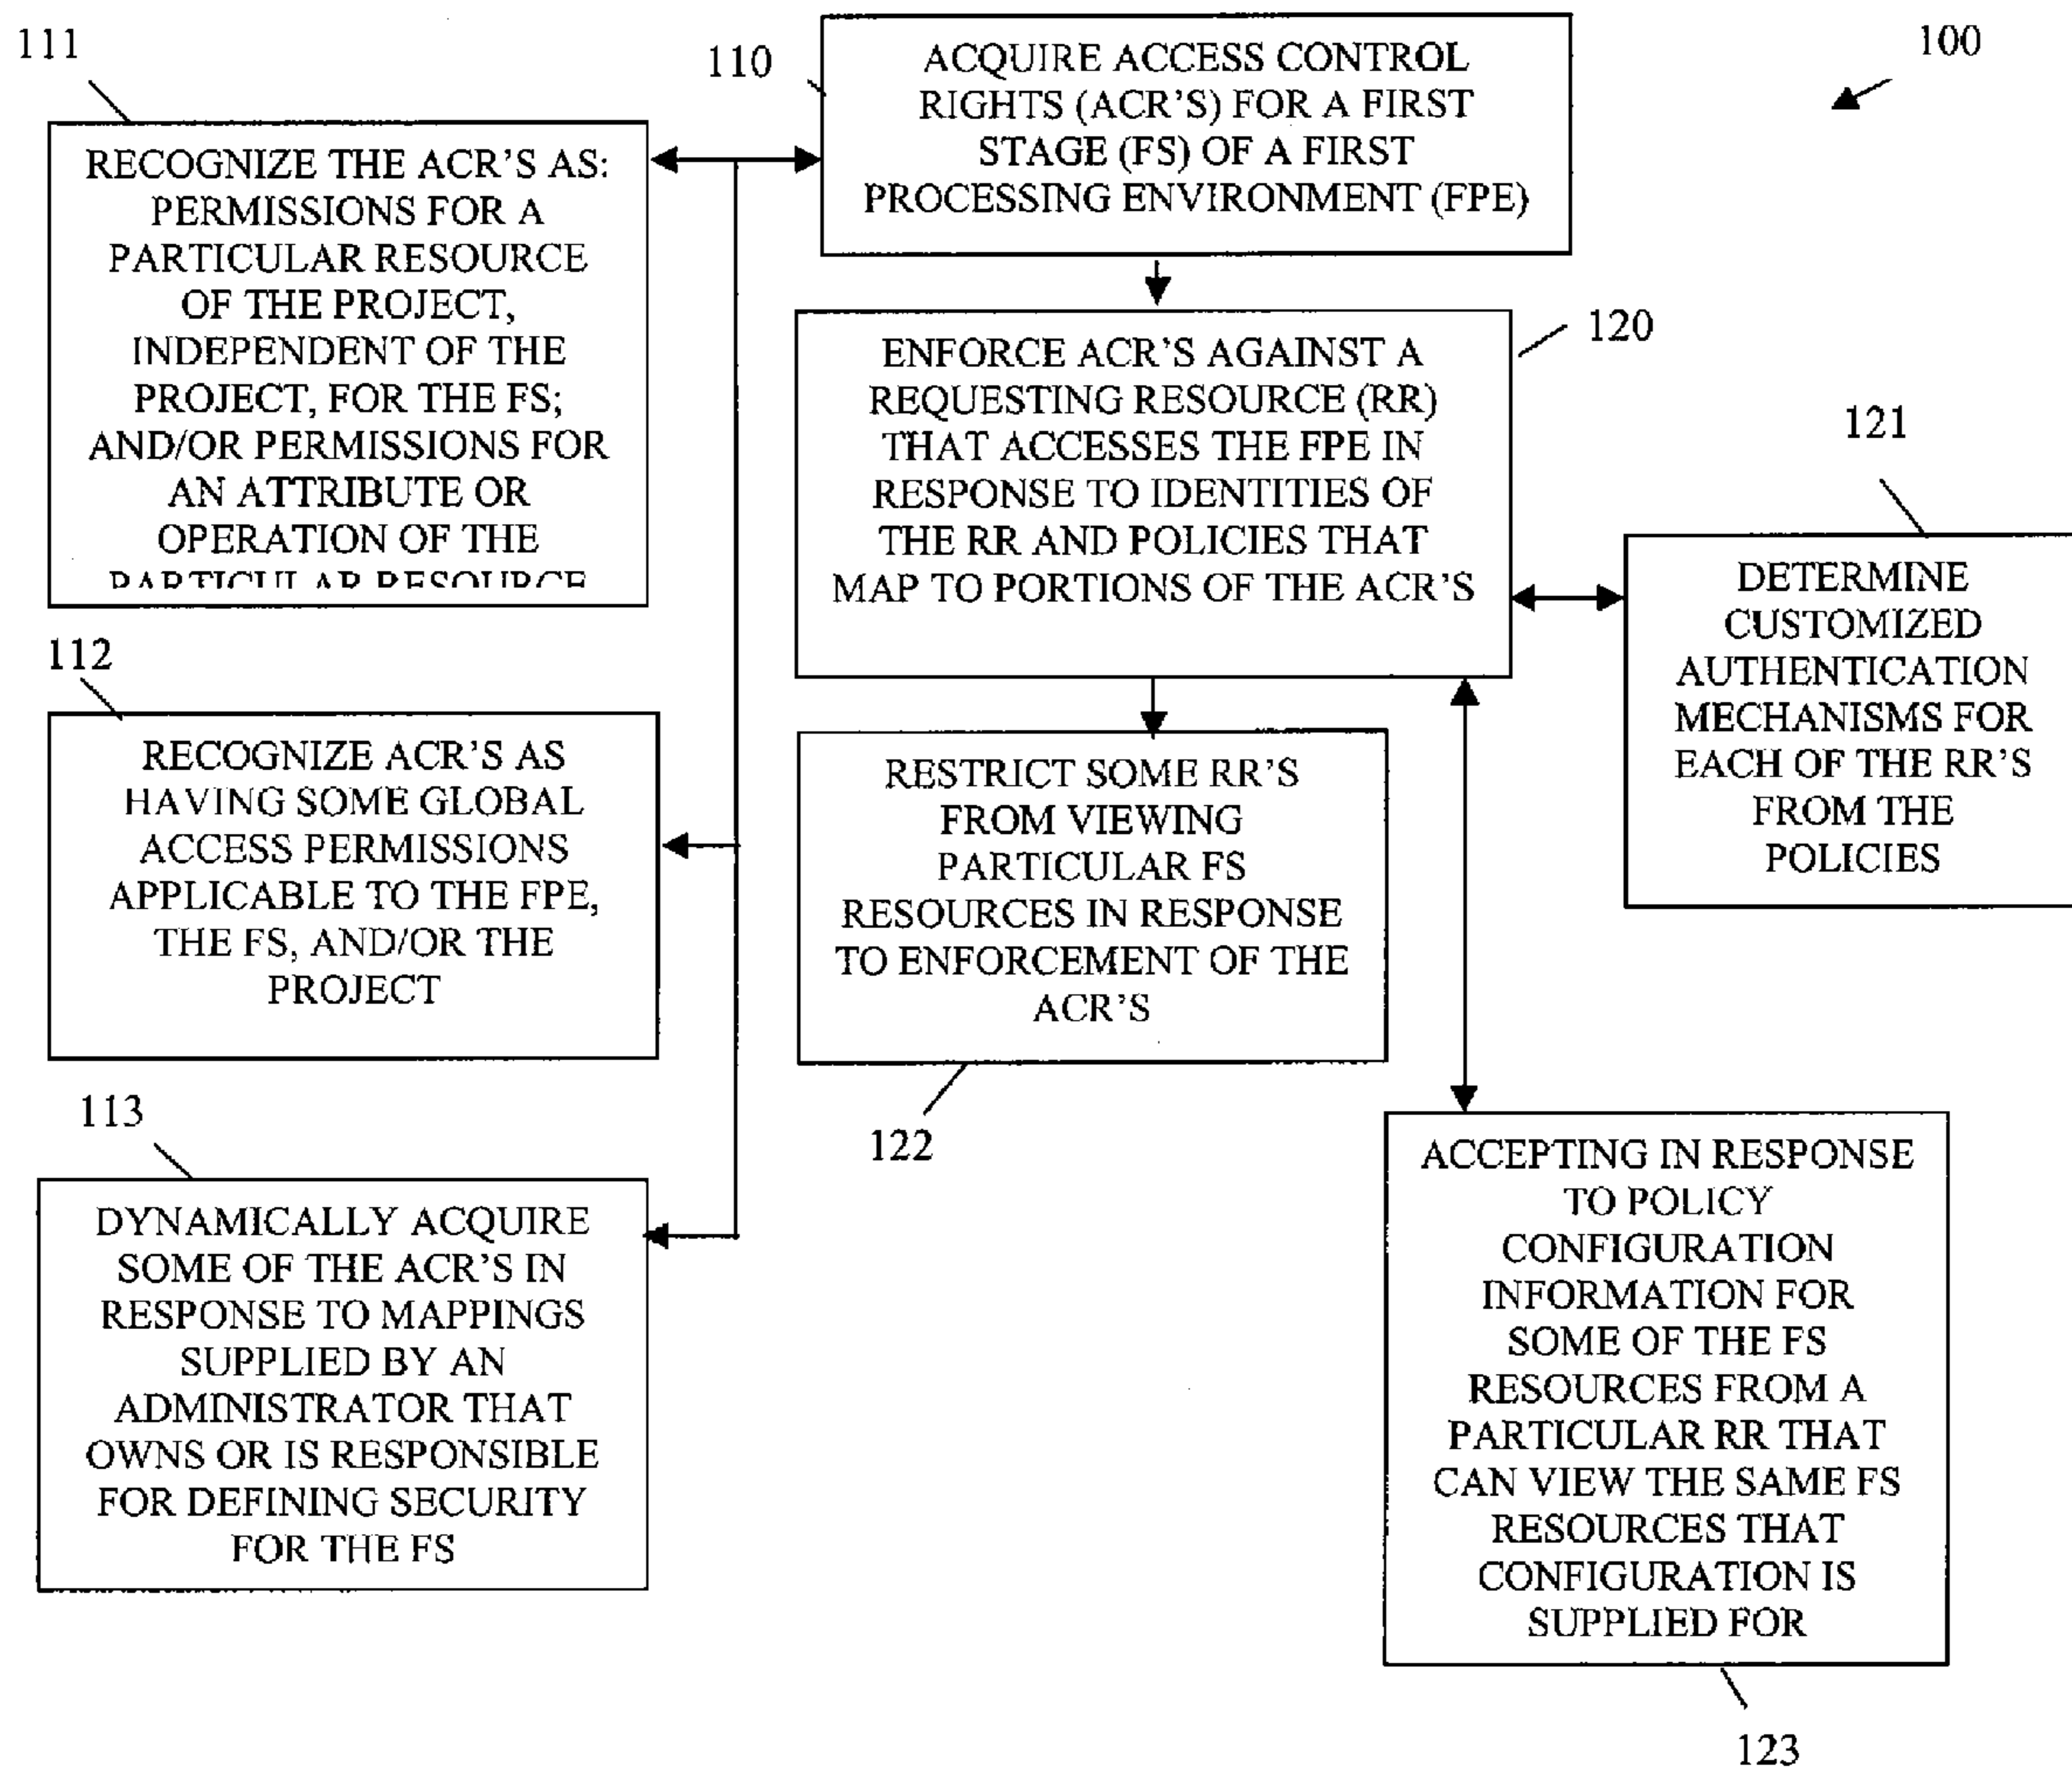 100
110
ACQUIRE ACCESS CONTROL
RIGHTS (ACR'S) FOR A FIRST
STAGE (FS) OF A FIRST
PROCESSING ENVIRONMENT (FPE)
111
RECOGNIZE THE ACR'S AS:
PERMISSIONS FOR A
PARTICULAR RESOURCE
OF THE PROJECT,
INDEPENDENT OF THE
PROJECT, FOR THE FS;
AND/OR PERMISSIONS FOR
AN ATTRIBUTE OR
OPERATION OF THE
PARTICULAR RESOURCE
112
RECOGNIZE ACR'S AS
HAVING SOME GLOBAL
ACCESS PERMISSIONS
APPLICABLE TO THE FPE,
THE FS, AND/OR THE
PROJECT
113
DYNAMICALLY ACQUIRE
SOME OF THE ACR'S IN
RESPONSE TO MAPPINGS
SUPPLIED BY AN
ADMINISTRATOR THAT
OWNS OR IS RESPONSIBLE
FOR DEFINING SECURITY
FOR THE FS
120
ENFORCE ACR'S AGAINST A
REQUESTING RESOURCE (RR)
THAT ACCESSES THE FPE IN
RESPONSE TO IDENTITIES OF
THE RR AND POLICIES THAT
MAP TO PORTIONS OF THE ACR'S
121
DETERMINE
CUSTOMIZED
AUTHENTICATION
MECHANISMS FOR
EACH OF THE RR'S
FROM THE
POLICIES
RESTRICT SOME RR'S
FROM VIEWING
PARTICULAR FS
RESOURCES IN RESPONSE
TO ENFORCEMENT OF THE
ACR'S
122
ACCEPTING IN RESPONSE
TO POLICY
CONFIGURATION
INFORMATION FOR
SOME OF THE FS
RESOURCES FROM A
PARTICULAR RR THAT
CAN VIEW THE SAME FS
RESOURCES THAT
CONFIGURATION IS
SUPPLIED FOR
123